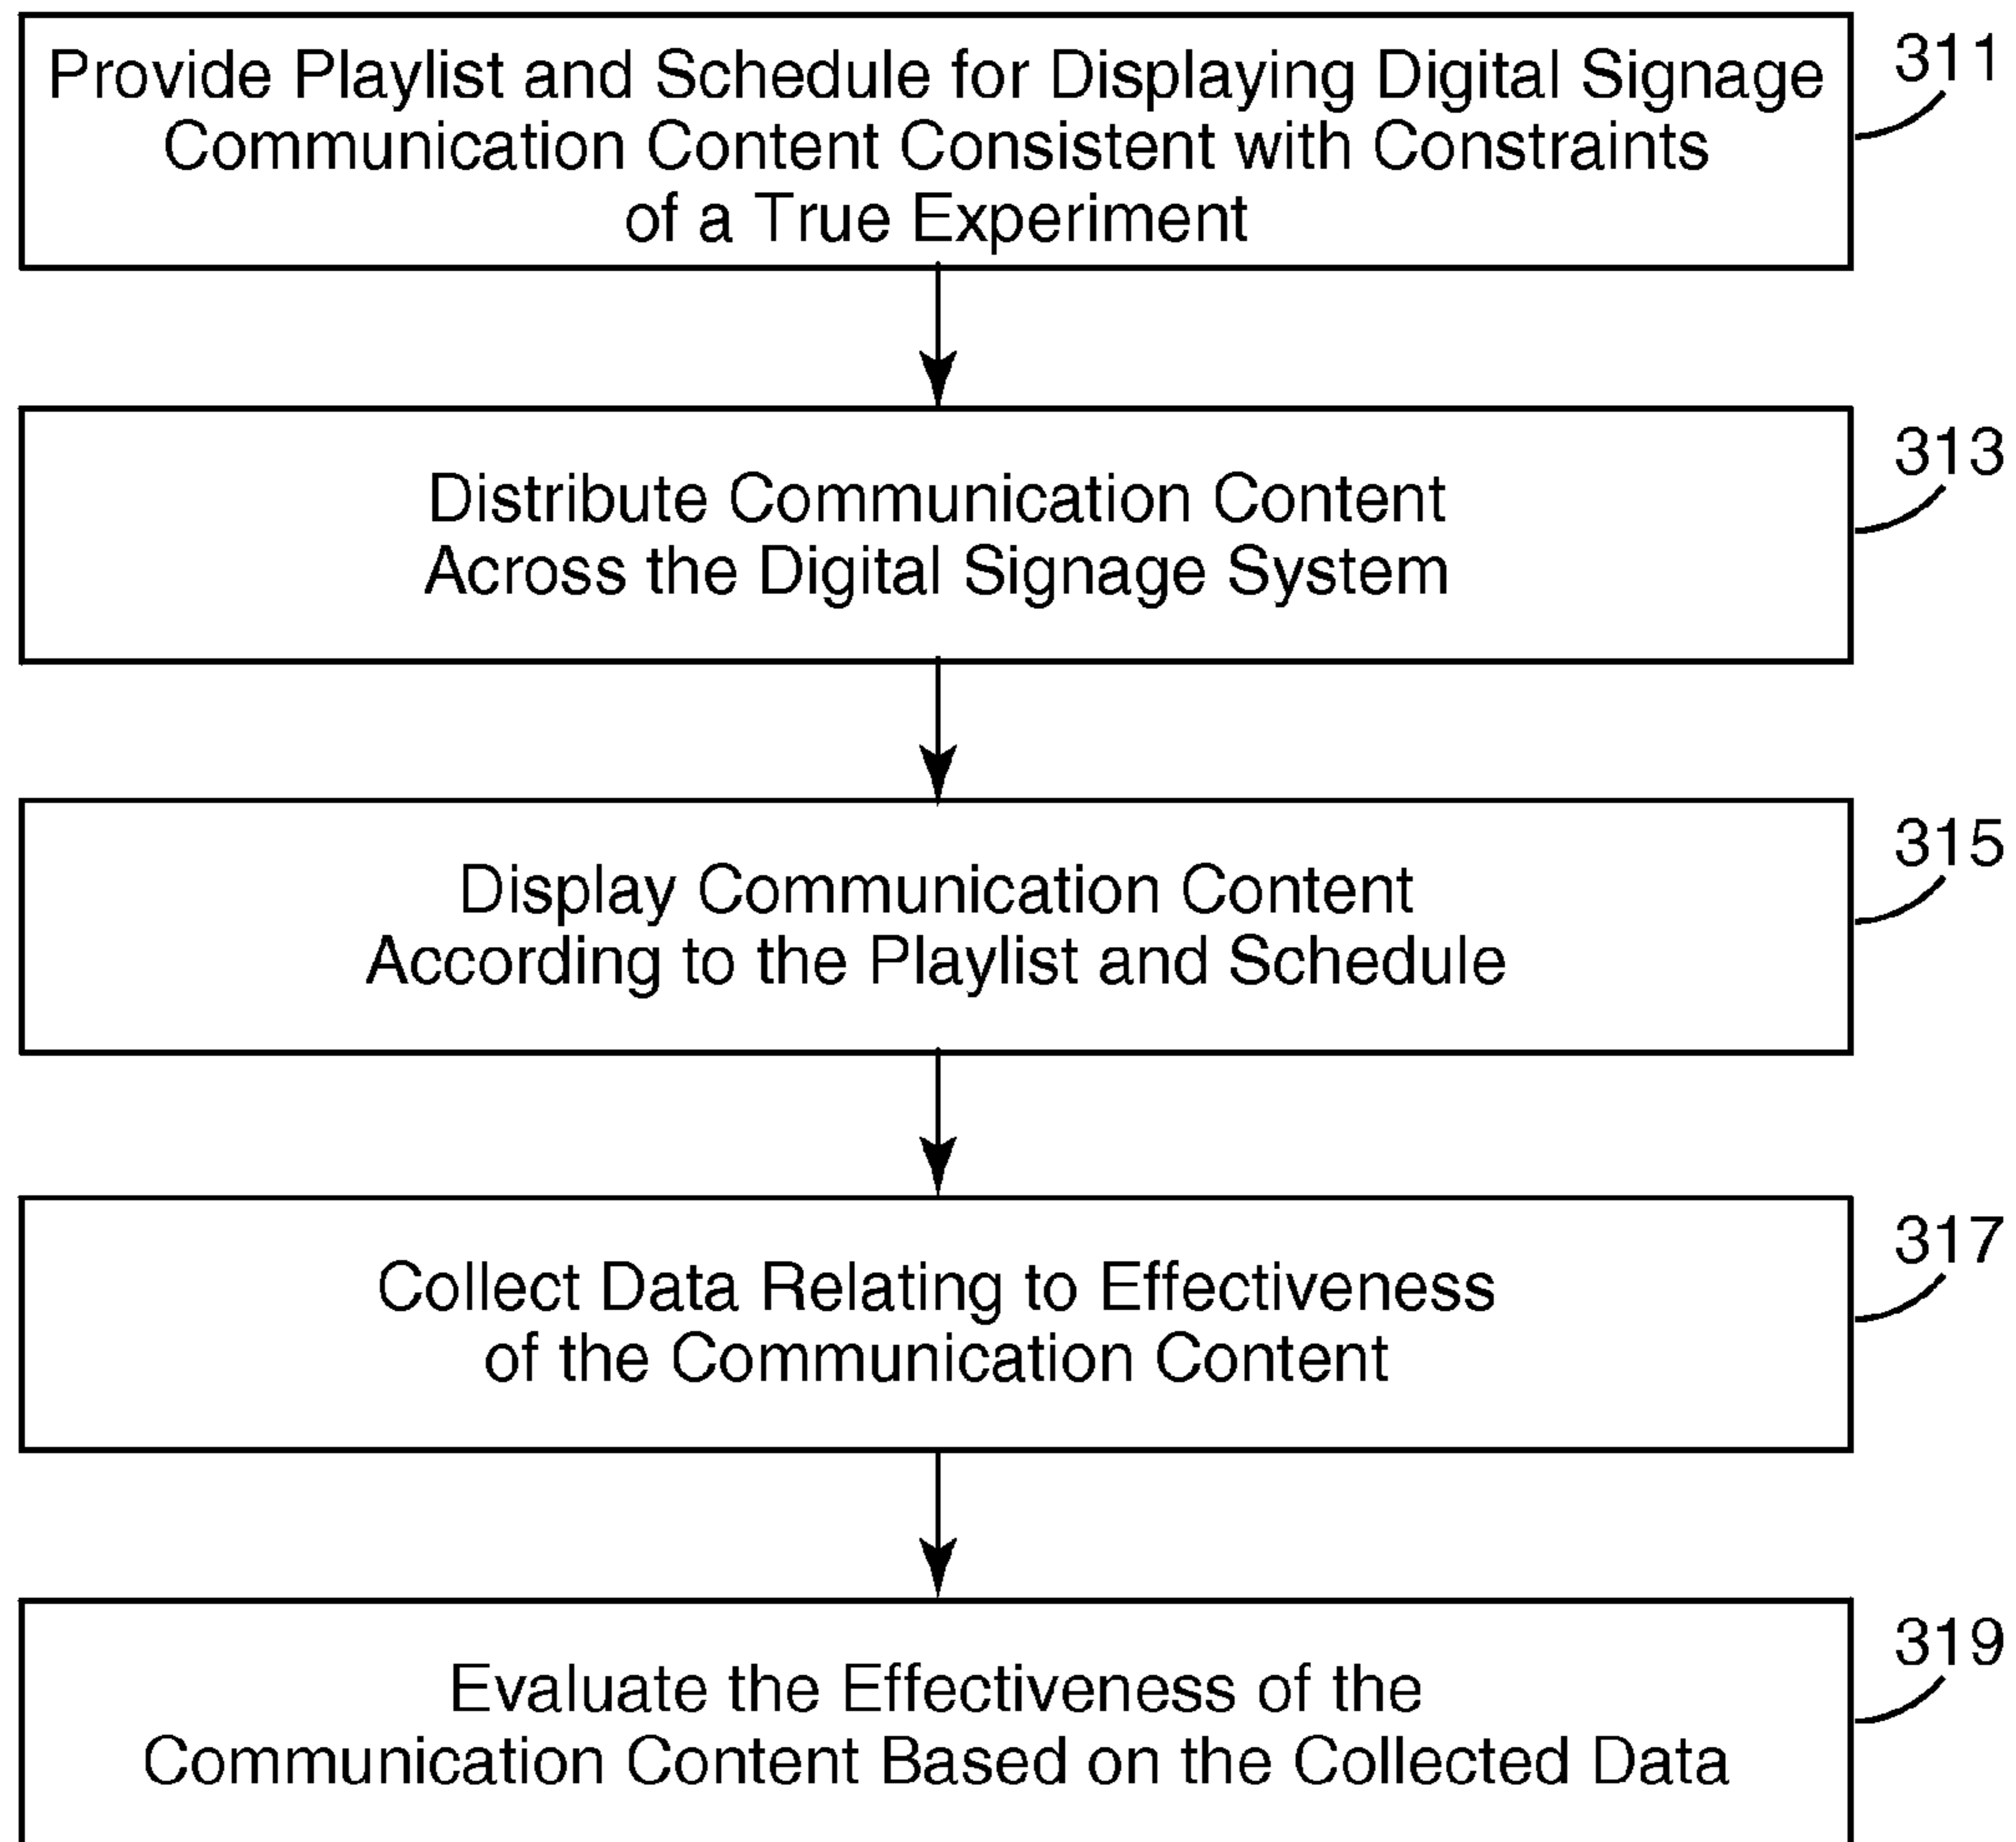 Provide Playlist and Schedule for Displaying Digital Signage
Communication Content Consistent with Constraints
of a True Experiment
311
Distribute Communication Content
Across the Digital Signage System
313
Display Communication Content
According to the Playlist and Schedule
315
Collect Data Relating to Effectiveness
of the Communication Content
317
Evaluate the Effectiveness of the
Communication Content Based on the Collected Data
319